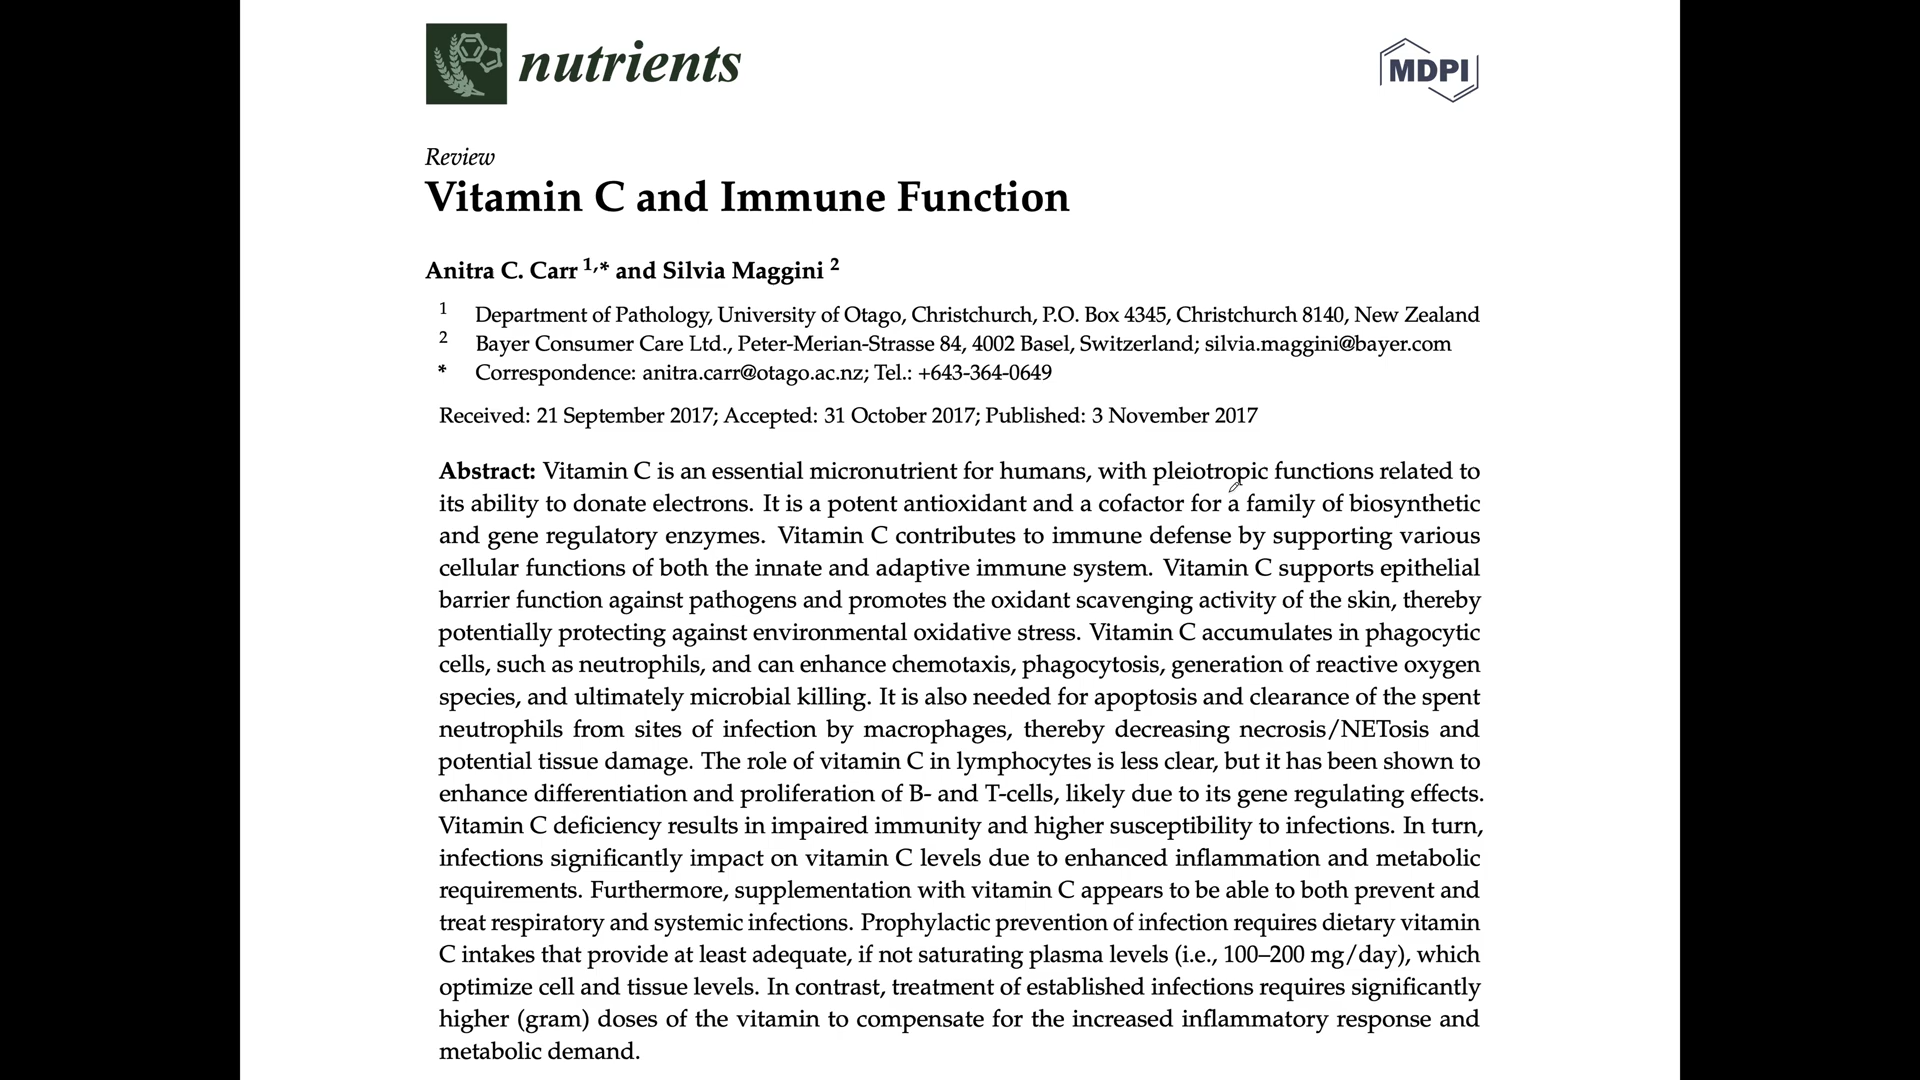 nutrients
MDPI
Review
Vitamin C and Immune Function
Anitra C. Carr 1,* and Silvia Maggini 2
1 Department of Pathology, University of Otago, Christchurch, P.O. Box 4345, Christchurch 8140, New Zealand
2 Bayer Consumer Care Ltd., Peter-Merian-Strasse 84, 4002 Basel, Switzerland; silvia.maggini@bayer.com
* Correspondence: anitra.carr@otago.ac.nz; Tel.: +643-364-0649
Received: 21 September 2017; Accepted: 31 October 2017; Published: 3 November 2017
Abstract: Vitamin C is an essential micronutrient for humans, with pleiotropic functions related to
its ability to donate electrons. It is a potent antioxidant and a cofactor for a family of biosynthetic
and gene regulatory enzymes. Vitamin C contributes to immune defense by supporting various
cellular functions of both the innate and adaptive immune system. Vitamin C supports epithelial
barrier function against pathogens and promotes the oxidant scavenging activity of the skin, thereby
potentially protecting against environmental oxidative stress. Vitamin C accumulates in phagocytic
cells, such as neutrophils, and can enhance chemotaxis, phagocytosis, generation of reactive oxygen
species, and ultimately microbial killing. It is also needed for apoptosis and clearance of the spent
neutrophils from sites of infection by macrophages, thereby decreasing necrosis/NETosis and
potential tissue damage. The role of vitamin C in lymphocytes is less clear, but it has been shown to
enhance differentiation and proliferation of B- and T-cells, likely due to its gene regulating effects.
Vitamin C deficiency results in impaired immunity and higher susceptibility to infections. In turn,
infections significantly impact on vitamin C levels due to enhanced inflammation and metabolic
requirements. Furthermore, supplementation with vitamin C appears to be able to both prevent and
treat respiratory and systemic infections. Prophylactic prevention of infection requires dietary vitamin
C intakes that provide at least adequate, if not saturating plasma levels (i.e., 100–200 mg/day), which
optimize cell and tissue levels. In contrast, treatment of established infections requires significantly
higher (gram) doses of the vitamin to compensate for the increased inflammatory response and
metabolic demand.